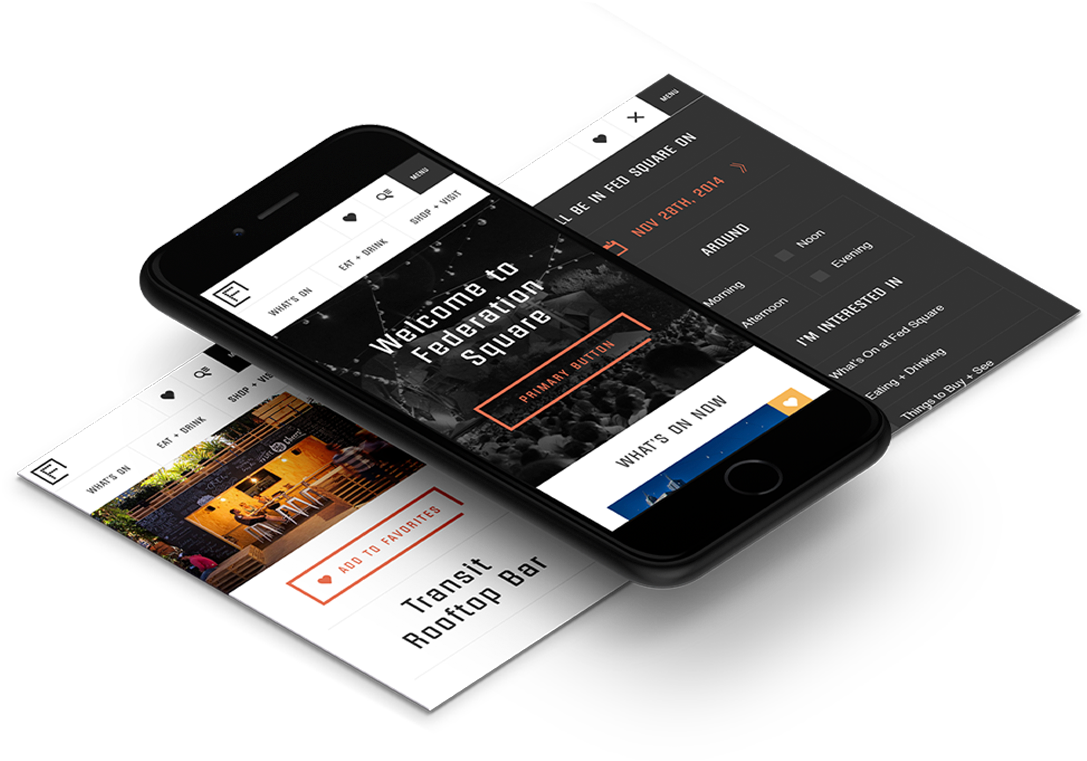 MENU
F
WHAT'S ON
EAT + DRINK
SHOP + VISIT
Welcome to
Federation
Square
PRIMARY BUTTON
WHAT'S ON NOW
MENU
LL BE IN FED SQUARE ON
NOV 28TH, 2014
AROUND
Morning
Noon
Afternoon
Evening
I'M INTERESTED IN
What's On at Fed Square
Eating + Drinking
Things to Buy + See
F
WHAT'S ON
EAT + DRINK
SHOP + VIS
ADD TO FAVORITES
Transit
Rooftop Bar